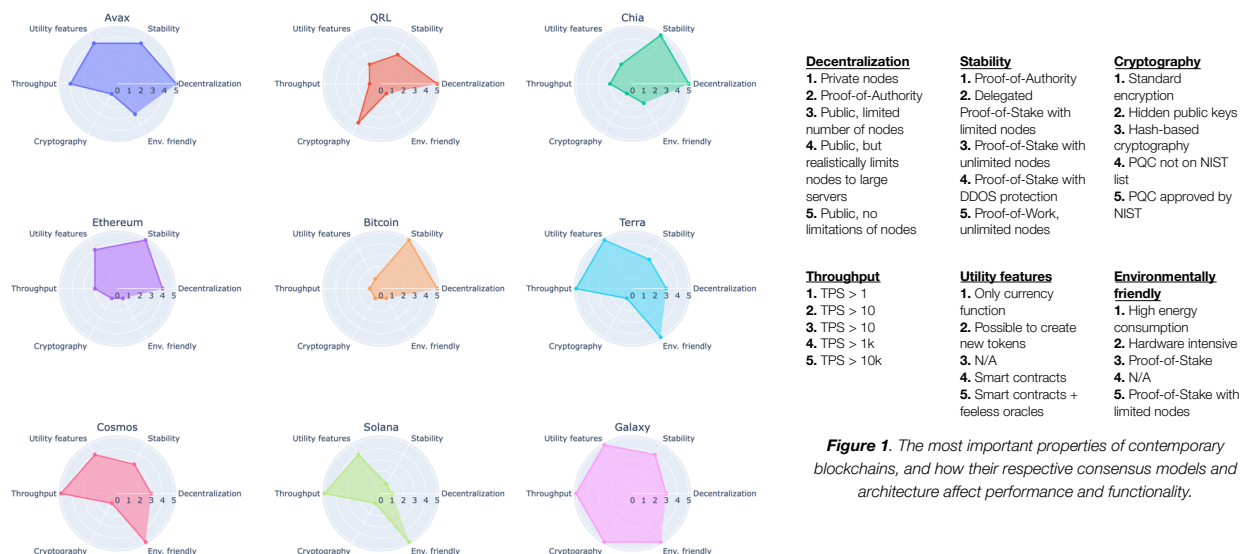 Avax
Utility features
Stability
Throughput
0 1 2 3 4 5
Decentralization
Cryptography
Env. friendly
QRL
Utility features
Stability
Throughput
0 1 2 3 4 5
Decentralization
Cryptography
Env. friendly
Chia
Utility features
Stability
Throughput
0 1 2 3 4 5
Decentralization
Cryptography
Env. friendly
Ethereum
Utility features
Stability
Throughput
0 1 2 3 4 5
Decentralization
Cryptography
Env. friendly
Bitcoin
Utility features
Stability
Throughput
0 1 2 3 4 5
Decentralization
Cryptography
Env. friendly
Terra
Utility features
Stability
Throughput
0 1 2 3 4 5
Decentralization
Cryptography
Env. friendly
Cosmos
Utility features
Stability
Throughput
0 1 2 3 4 5
Decentralization
Cryptography
Env. friendly
Solana
Utility features
Stability
Throughput
0 1 2 3 4 5
Decentralization
Cryptography
Env. friendly
Galaxy
Utility features
Stability
Throughput
0 1 2 3 4 5
Decentralization
Cryptography
Env. friendly
Decentralization
1. Private nodes
2. Proof-of-Authority
3. Public, limited
number of nodes
4. Public, but
realistically limits
nodes to large
servers
5. Public, no
limitations of nodes
Stability
1. Proof-of-Authority
2. Delegated
Proof-of-Stake with
limited nodes
3. Proof-of-Stake with
unlimited nodes
4. Proof-of-Stake with
DDOS protection
5. Proof-of-Work,
unlimited nodes
Cryptography
1. Standard
encryption
2. Hidden public keys
3. Hash-based
cryptography
4. PQC not on NIST
list
5. PQC approved by
NIST
Throughput
1. TPS > 1
2. TPS > 10
3. TPS > 10
4. TPS > 1k
5. TPS > 10k
Utility features
1. Only currency
function
2. Possible to create
new tokens
3. N/A
4. Smart contracts
5. Smart contracts +
feeless oracles
Environmentally
friendly
1. High energy
consumption
2. Hardware intensive
3. Proof-of-Stake
4. N/A
5. Proof-of-Stake with
limited nodes
Figure 1. The most important properties of contemporary
blockchains, and how their respective consensus models and
architecture affect performance and functionality.